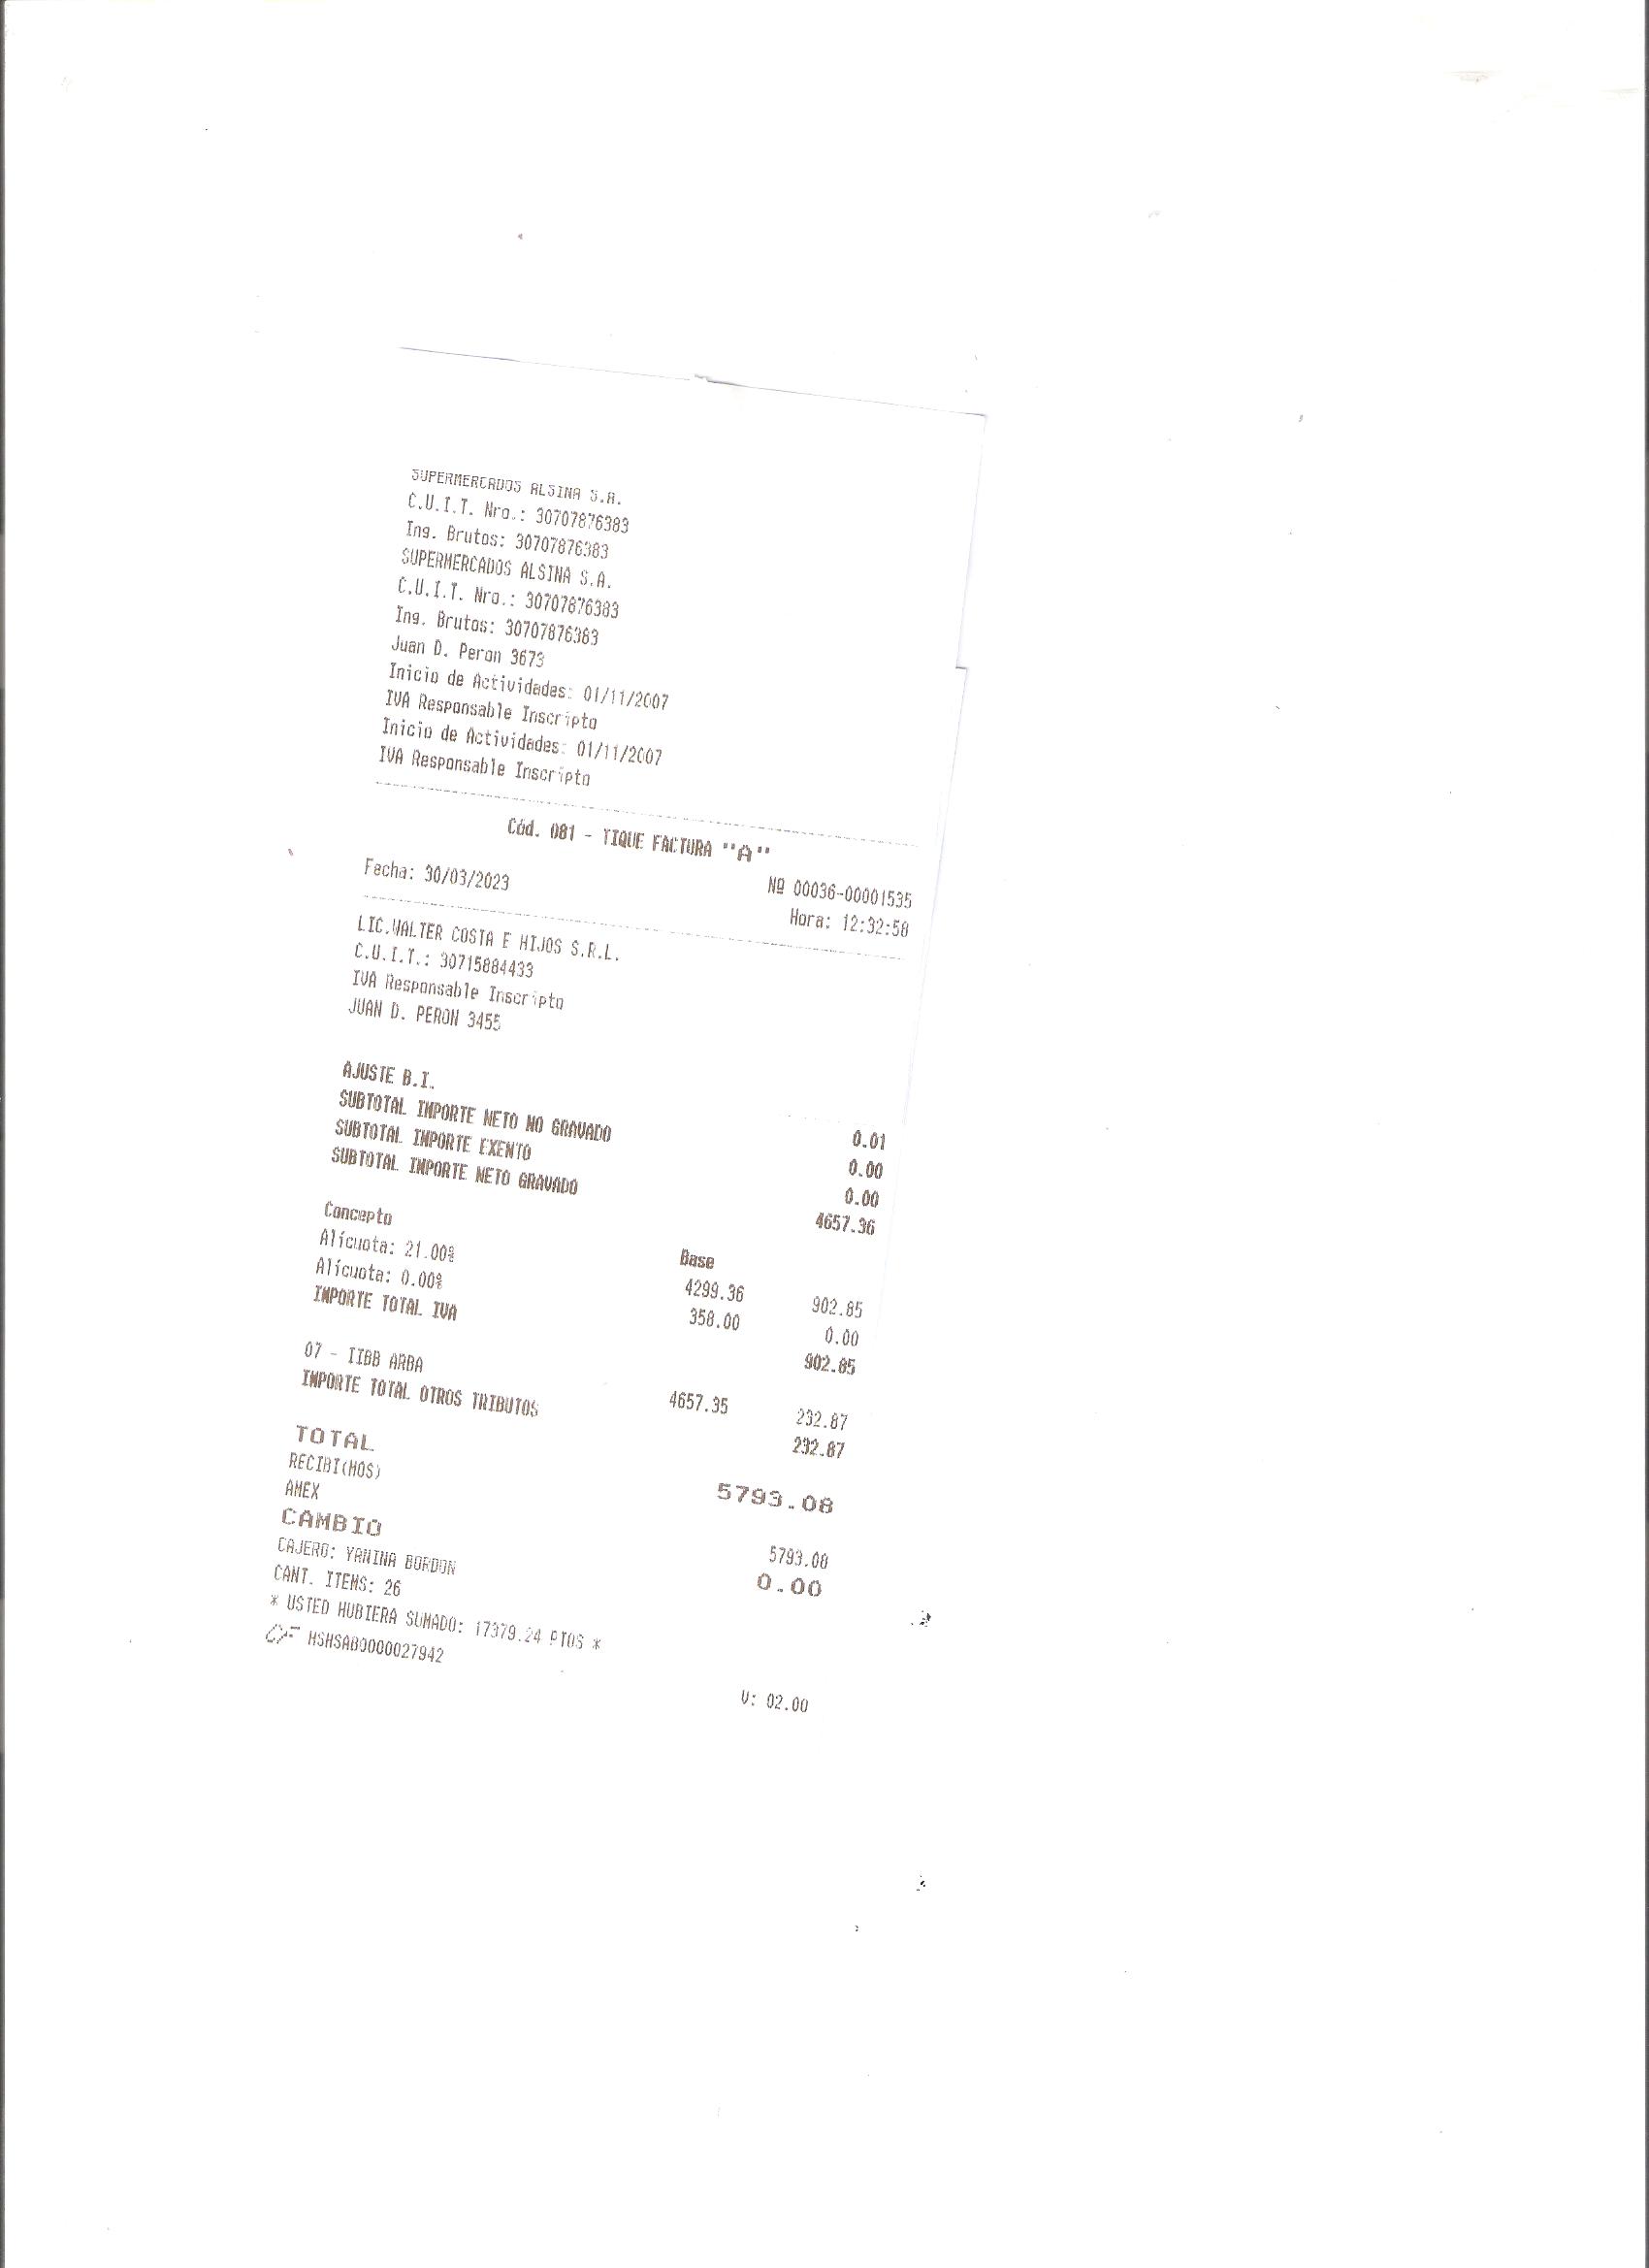 SUPERMERCADOS ALSINA S.A.
C.U.I.T. Nro.: 30707876383
Ing. Brutos: 30707876383
SUPERMERCADOS ALSINA S.A.
C.U.I.T. Nro.: 30707876383
Ing. Brutos: 30707876383
Juan D. Peron 3673
Inicio de Actividades: 01/11/2007
IVA Responsable Inscripto
Inicio de Actividades: 01/11/2007
IVA Responsable Inscripto
Cód. 081 - TIQUE FACTURA "A"
Nº 00036-00001535
Fecha: 30/03/2023 Hora: 12:32:58
LIC.WALTER COSTA E HIJOS S.R.L.
C.U.I.T.: 30715884433
IVA Responsable Inscripto
JUAN D. PERON 3455
AJUSTE B.I. 0.01
SUBTOTAL IMPORTE NETO NO GRAVADO 0.00
SUBTOTAL IMPORTE EXENTO 0.00
SUBTOTAL IMPORTE NETO GRAVADO 4657.36
Concepto Base
Alícuota: 21.00% 4299.36 902.85
Alícuota: 0.00% 358.00 0.00
IMPORTE TOTAL IVA 902.85
07 - IIBB ARBA 4657.35 232.87
IMPORTE TOTAL OTROS TRIBUTOS 232.87
TOTAL 5793.08
RECIBI(MOS)
AMEX 5793.08
CAMBIO 0.00
CAJERO: YANINA BORDON
CANT. ITEMS: 26
* USTED HUBIERA SUMADO: 17379.24 PTOS *
CF HSHSAB0000027942 V: 02.00